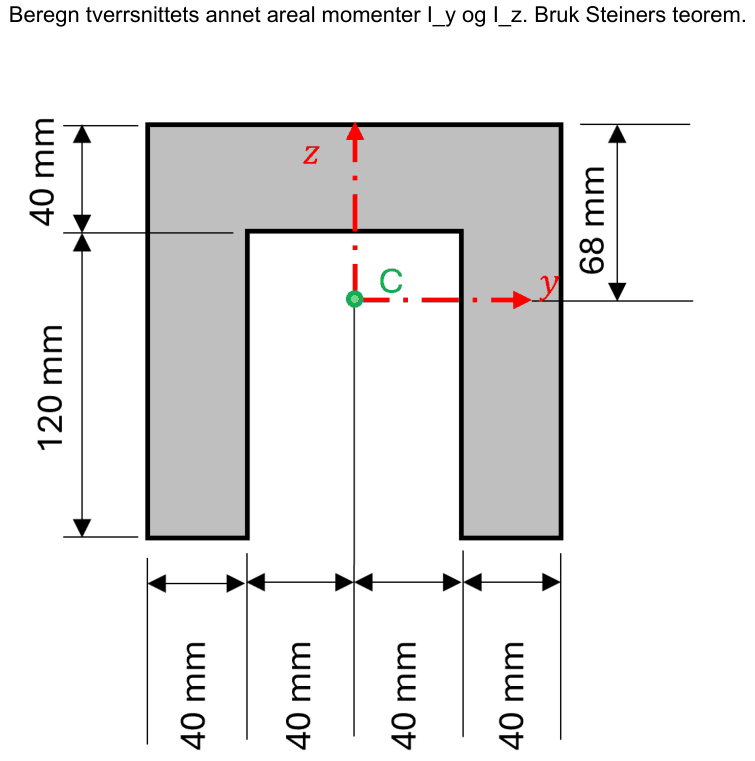 Beregn tverrsnittets annet areal momenter I_y og I_z. Bruk Steiners teorem.
40 mm
z
68 mm
C
y
120 mm
40 mm
40 mm
40 mm
40 mm